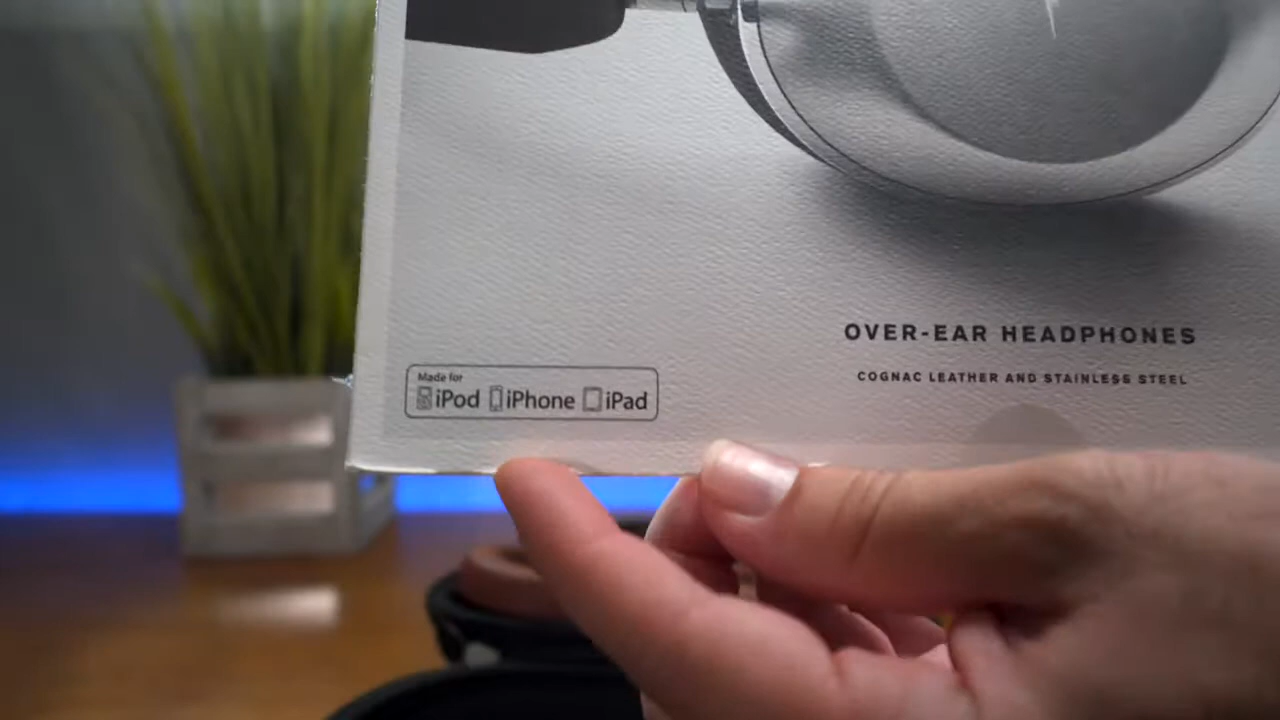 OVER-EAR HEADPHONES
COGNAC LEATHER AND STAINLESS STEEL
Made for
iPod iPhone iPad